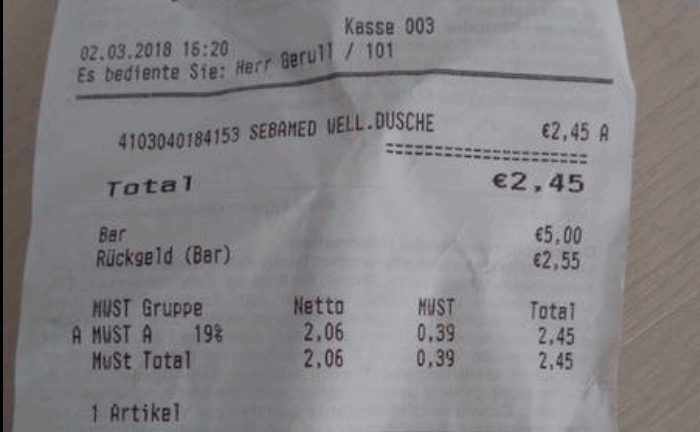 Kasse 003
02.03.2018 16:20
Es bediente Sie: Herr Gerull / 101
4103040184153 SEBAMED WELL.DUSCHE €2,45 A
======================
Total €2,45
Bar €5,00
Rückgeld (Bar) €2,55
MWST Gruppe Netto MWST Total
A MWST A 19% 2,06 0,39 2,45
MwSt Total 2,06 0,39 2,45
1 Artikel